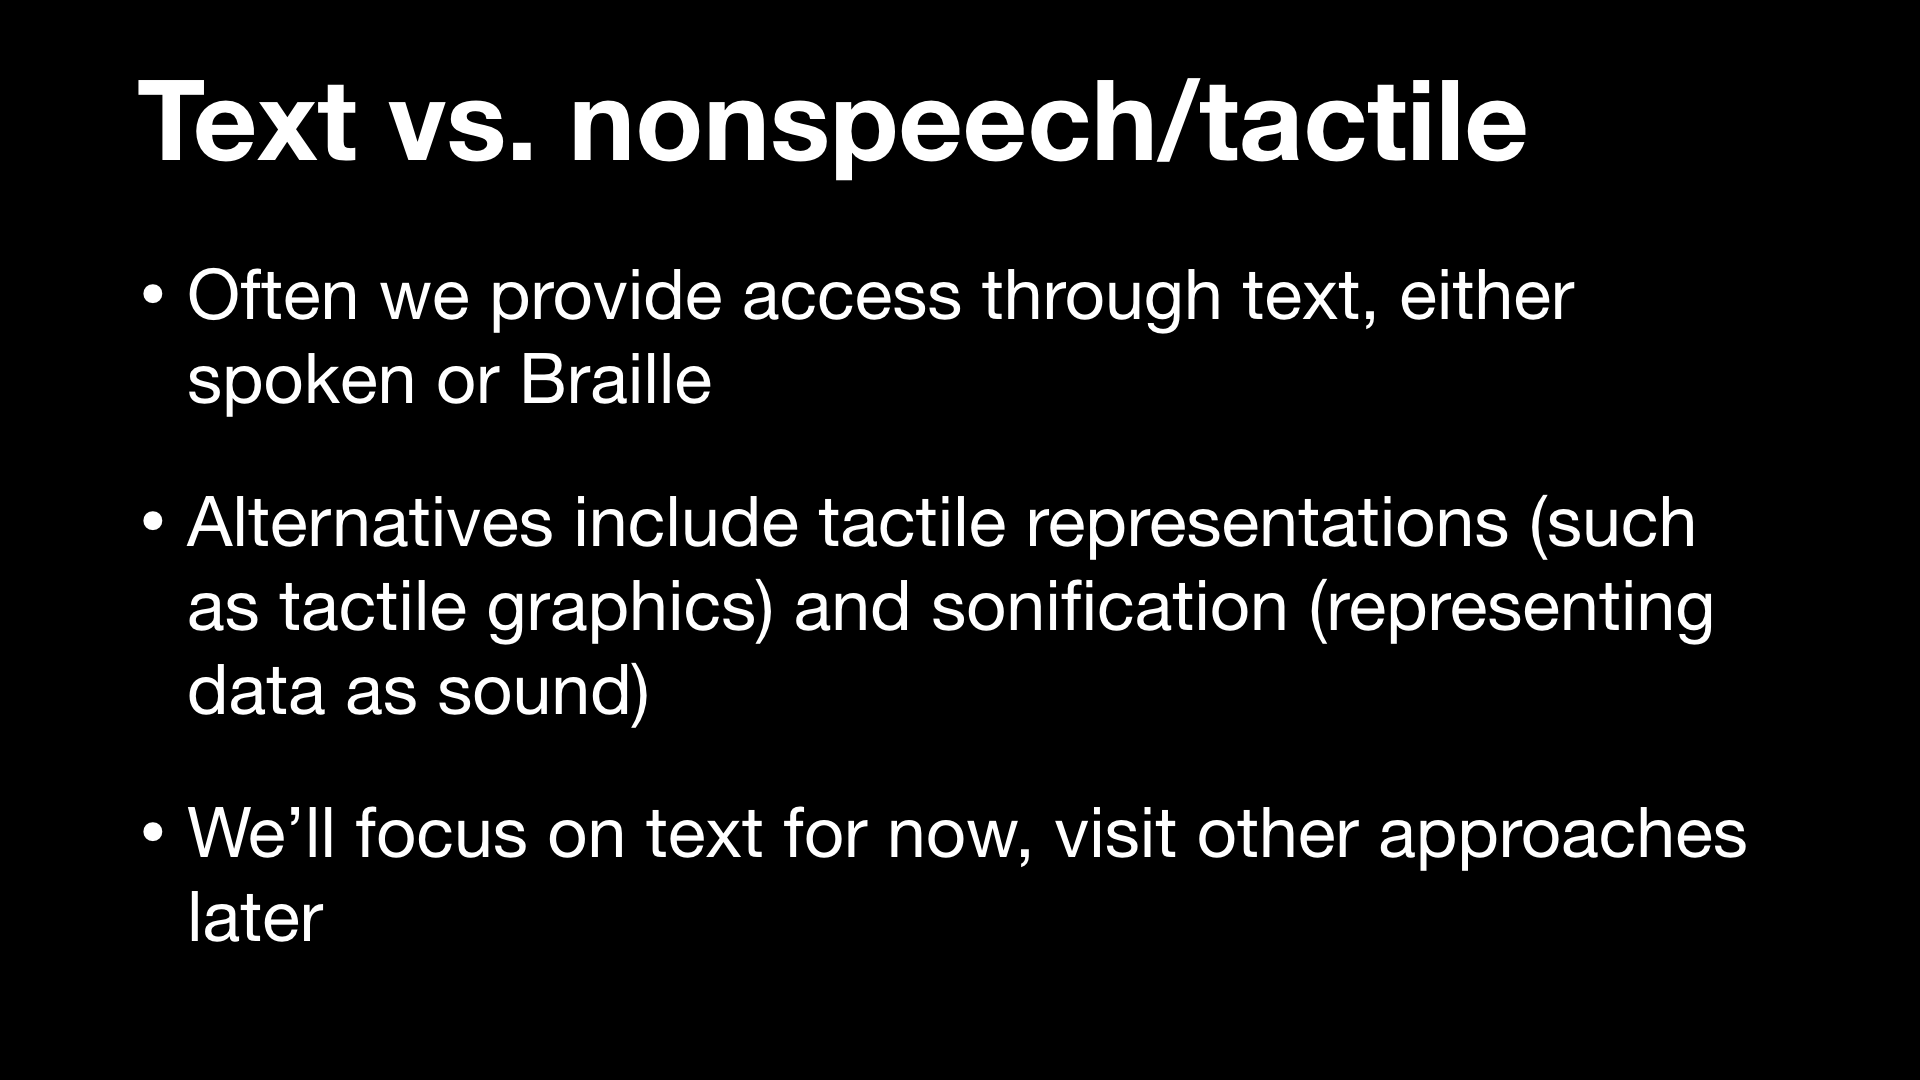 Text vs. nonspeech/tactile
• Often we provide access through text, either
spoken or Braille
• Alternatives include tactile representations (such
as tactile graphics) and sonification (representing
data as sound)
• We’ll focus on text for now, visit other approaches
later